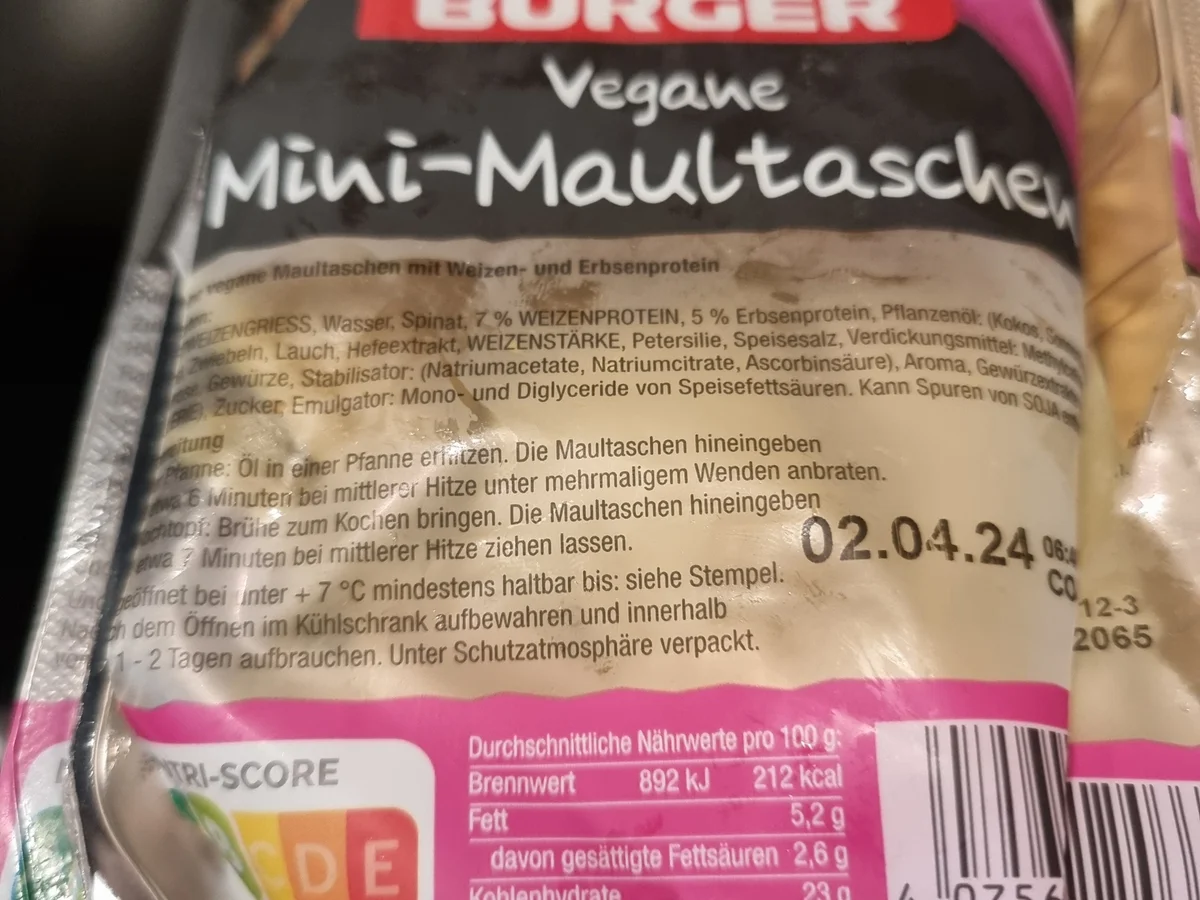 BÜRGER
Vegane
Mini-Maultaschen
vegane Maultaschen mit Weizen- und Erbsenprotein
WEIZENGRIESS, Wasser, Spinat, 7 % WEIZENPROTEIN, 5 % Erbsenprotein, Pflanzenöl: (Kokos,
Zwiebeln, Lauch, Hefeextrakt, WEIZENSTÄRKE, Petersilie, Speisesalz, Verdickungsmittel:
Gewürze, Stabilisator: (Natriumacetate, Natriumcitrate, Ascorbinsäure), Aroma,
Zucker, Emulgator: Mono- und Diglyceride von Speisefettsäuren. Kann Spuren von SOJA
Pfanne: Öl in einer Pfanne erhitzen. Die Maultaschen hineingeben
6 Minuten bei mittlerer Hitze unter mehrmaligem Wenden anbraten.
Brühe zum Kochen bringen. Die Maultaschen hineingeben
etwa 7 Minuten bei mittlerer Hitze ziehen lassen.
bei unter + 7 °C mindestens haltbar bis: siehe Stempel.
dem Öffnen im Kühlschrank aufbewahren und innerhalb
1 - 2 Tagen aufbrauchen. Unter Schutzatmosphäre verpackt.
02.04.24
CO
12-3
2065
NUTRI-SCORE
C D E
Durchschnittliche Nährwerte pro 100 g:
Brennwert 892 kJ 212 kcal
Fett 5,2 g
davon gesättigte Fettsäuren 2,6 g
Kohlenhydrate 23 g